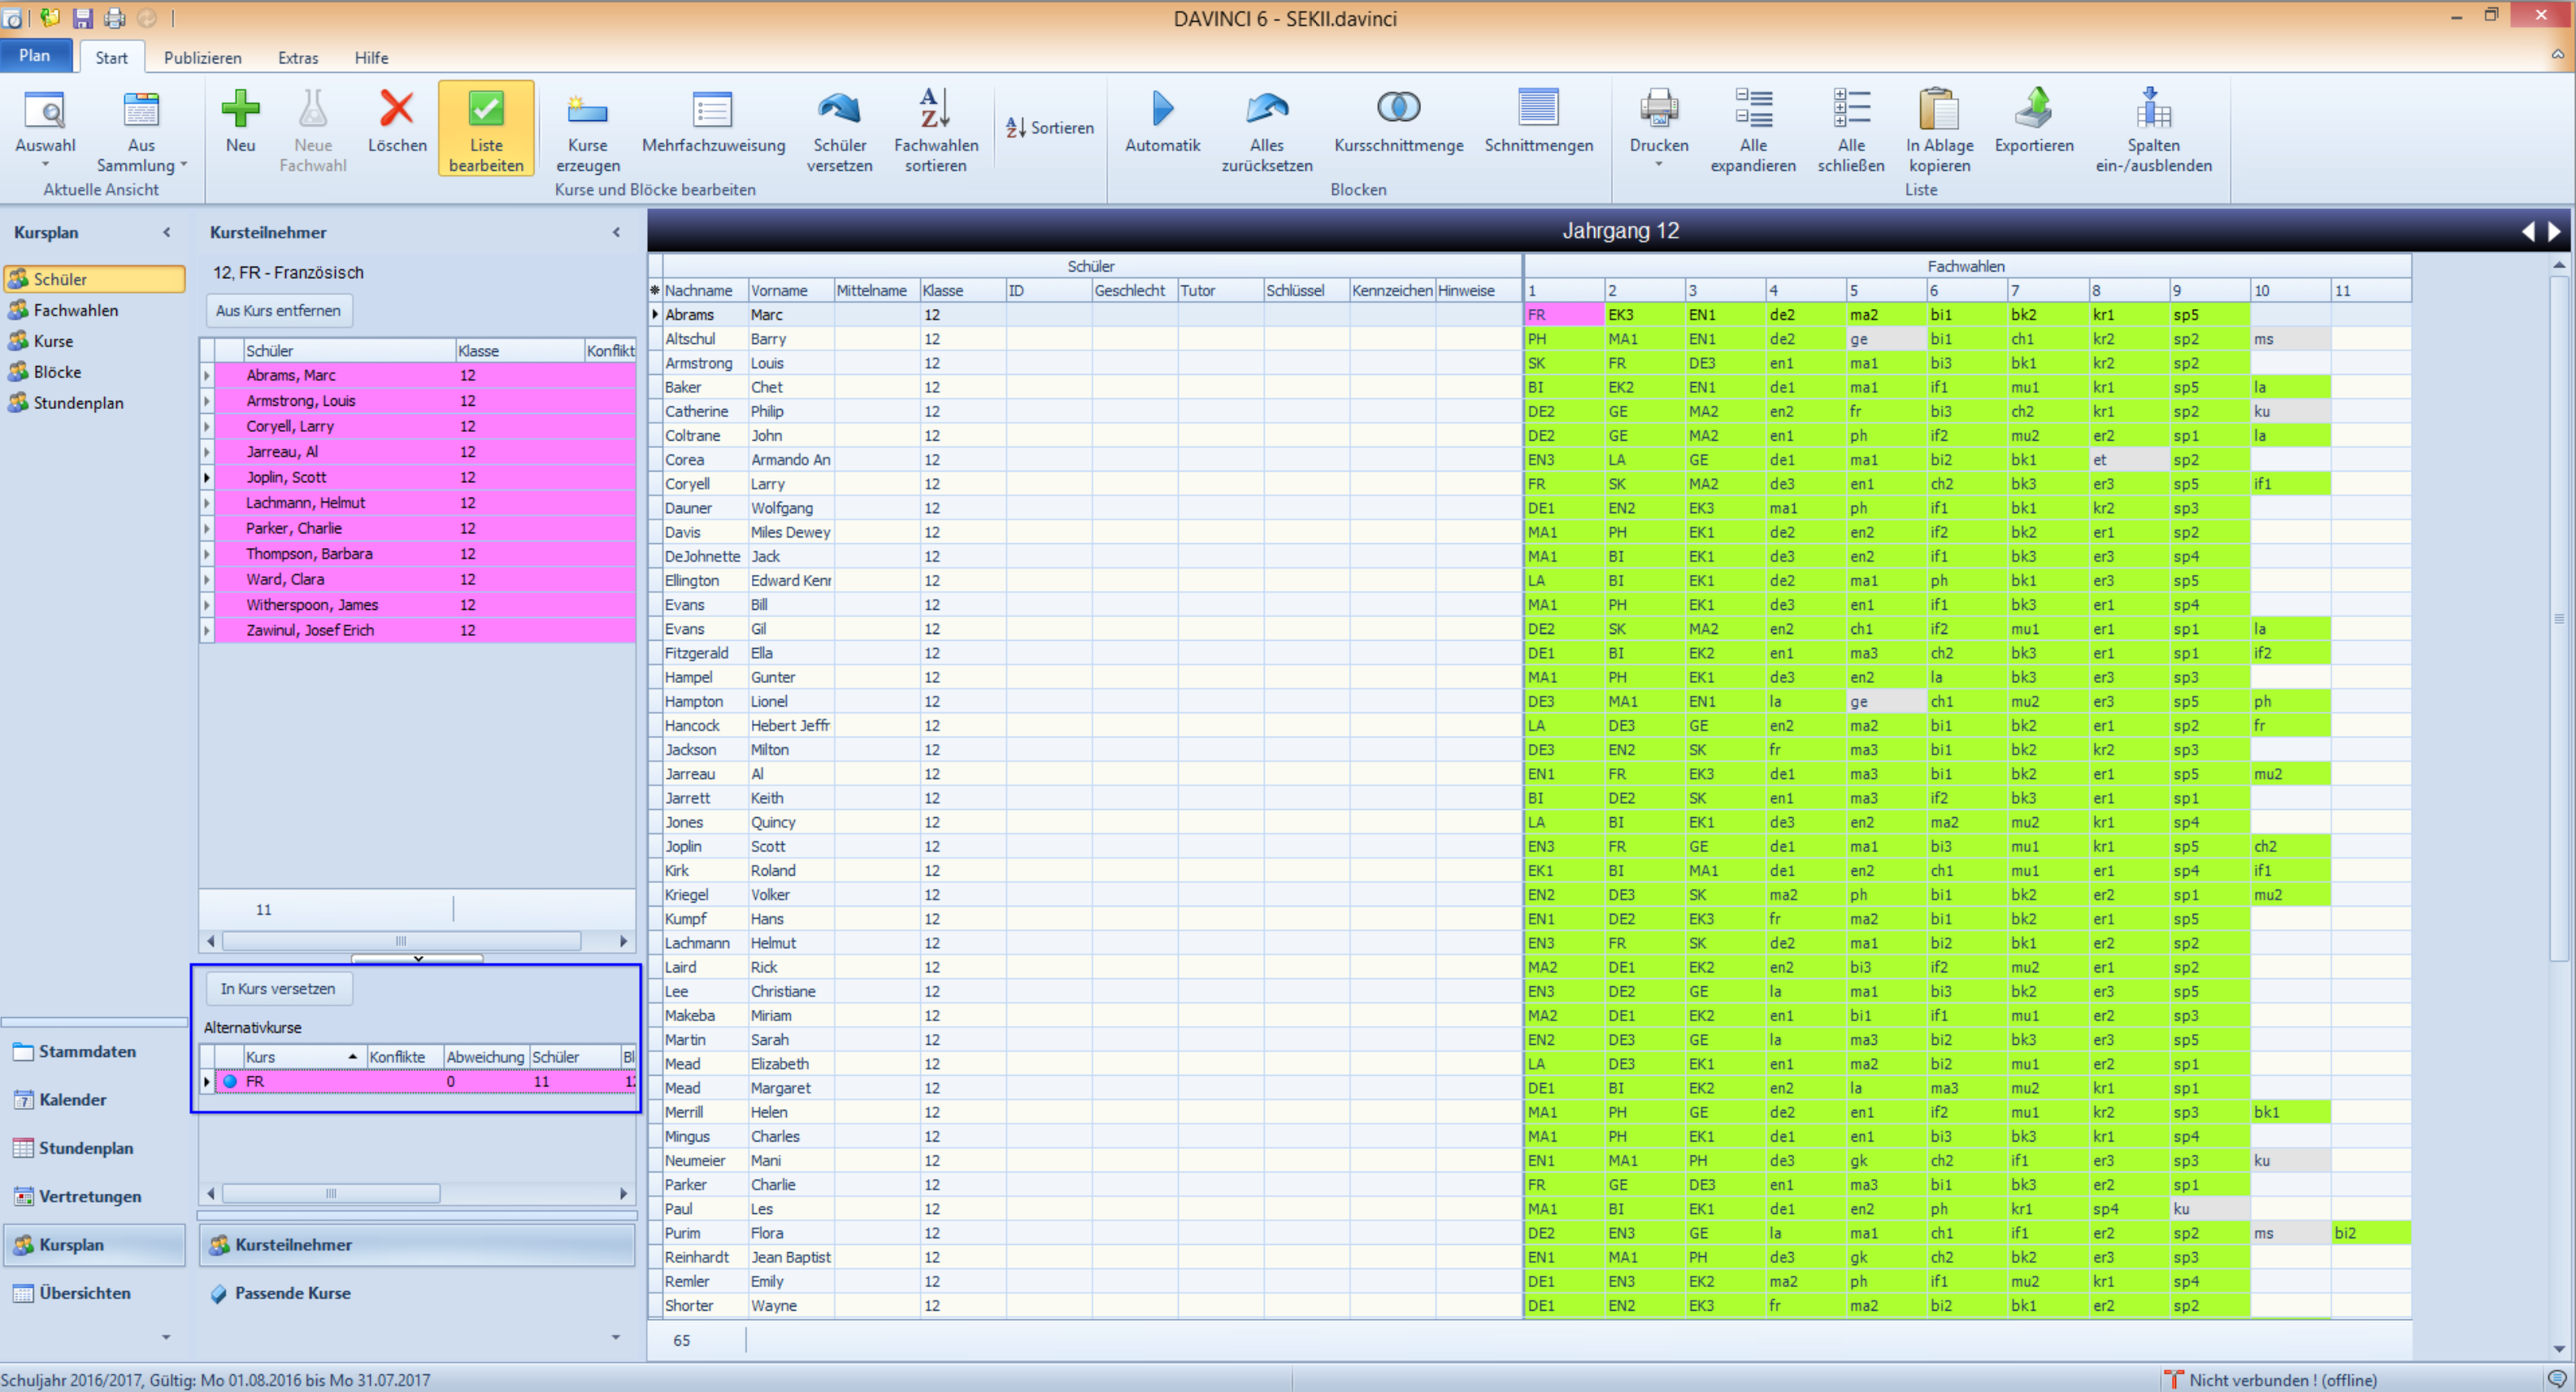 DAVINCI 6 - SEKII.davinci
Plan Start Publizieren Extras Hilfe
Auswahl Aus Sammlung Neu Neue Fachwahl Löschen Liste bearbeiten Kurse erzeugen Mehrfachzuweisung Schüler versetzen Fachwahlen sortieren Sortieren Automatik Alles zurücksetzen Kursschnittmenge Schnittmengen Drucken Alle expandieren Alle schließen In Ablage kopieren Exportieren Spalten ein-/ausblenden
Aktuelle Ansicht Kurse und Blöcke bearbeiten Blocken Liste
Kursplan
Schüler
Fachwahlen
Kurse
Blöcke
Stundenplan
Stammdaten
Kalender
Stundenplan
Vertretungen
Kursplan
Übersichten
Kursteilnehmer
12, FR - Französisch
Aus Kurs entfernen
Schüler Klasse Konflikt
Abrams, Marc 12
Armstrong, Louis 12
Coryell, Larry 12
Jarreau, Al 12
Joplin, Scott 12
Lachmann, Helmut 12
Parker, Charlie 12
Thompson, Barbara 12
Ward, Clara 12
Witherspoon, James 12
Zawinul, Josef Erich 12
11
In Kurs versetzen
Alternativkurse
Kurs Konflikte Abweichung Schüler Bl
FR 0 11
Kursteilnehmer
Passende Kurse
Jahrgang 12
Schüler Fachwahlen
Nachname Vorname Mittelname Klasse ID Geschlecht Tutor Schlüssel Kennzeichen Hinweise 1 2 3 4 5 6 7 8 9 10 11
Abrams Marc 12 FR EK3 EN1 de2 ma2 bi1 bk2 kr1 sp5
Altschul Barry 12 PH MA1 EN1 de2 ge bi1 ch1 kr2 sp2 ms
Armstrong Louis 12 SK FR DE3 en1 ma1 bi3 bk1 kr2 sp2
Baker Chet 12 BI EK2 EN1 de1 ma1 if1 mu1 kr1 sp5 la
Catherine Philip 12 DE2 GE MA2 en2 fr bi3 ch2 kr1 sp2 ku
Coltrane John 12 DE2 GE MA2 en1 ph if2 mu2 er2 sp1 la
Corea Armando An 12 EN3 LA GE de1 ma1 bi2 bk1 et sp2
Coryell Larry 12 FR SK MA2 de3 en1 ch2 bk3 er3 sp5 if1
Dauner Wolfgang 12 DE1 EN2 EK3 ma1 ph if1 bk1 kr2 sp3
Davis Miles Dewey 12 MA1 PH EK1 de2 en2 if2 bk2 er1 sp2
DeJohnette Jack 12 MA1 BI EK1 de3 en2 if1 bk3 er3 sp4
Ellington Edward Kenr 12 LA BI EK1 de2 ma1 ph bk1 er3 sp5
Evans Bill 12 MA1 PH EK1 de3 en1 if1 bk3 er1 sp4
Evans Gil 12 DE2 SK MA2 en2 ch1 if2 mu1 er1 sp1 la
Fitzgerald Ella 12 DE1 BI EK2 en1 ma3 ch2 bk3 er1 sp1 if2
Hampel Gunter 12 MA1 PH EK1 de3 en2 la bk3 er3 sp3
Hampton Lionel 12 DE3 MA1 EN1 la ge ch1 mu2 er3 sp5 ph
Hancock Hebert Jeffr 12 LA DE3 GE en2 ma2 bi1 bk2 er1 sp2 fr
Jackson Milton 12 DE3 EN2 SK fr ma3 bi1 bk2 kr2 sp3
Jarreau Al 12 EN1 FR EK3 de1 ma3 bi1 bk2 er1 sp5 mu2
Jarrett Keith 12 BI DE2 SK en1 ma3 if2 bk3 er1 sp1
Jones Quincy 12 LA BI EK1 de3 en2 ma2 mu2 kr1 sp4
Joplin Scott 12 EN3 FR GE de1 ma1 bi3 mu1 kr1 sp5 ch2
Kirk Roland 12 EK1 BI MA1 de1 en2 ch1 mu1 er1 sp4 if1
Kriegel Volker 12 EN2 DE3 SK ma2 ph bi1 bk2 er2 sp1 mu2
Kumpf Hans 12 EN1 DE2 EK3 fr ma2 bi1 bk2 er1 sp5
Lachmann Helmut 12 EN3 FR SK de2 ma1 bi2 bk1 er2 sp2
Laird Rick 12 MA2 DE1 EK2 en2 bi3 if2 mu2 er1 sp2
Lee Christiane 12 EN3 DE2 GE la ma1 bi3 bk2 er3 sp5
Makeba Miriam 12 MA2 DE1 EK2 en1 bi1 if1 mu1 er2 sp3
Martin Sarah 12 EN2 DE3 GE la ma3 bi2 bk3 er3 sp5
Mead Elizabeth 12 LA DE3 EK1 en1 ma2 bi2 mu1 er2 sp1
Mead Margaret 12 DE1 BI EK2 en2 la ma3 mu2 kr1 sp1
Merrill Helen 12 MA1 PH GE de2 en1 if2 mu1 kr2 sp3 bk1
Mingus Charles 12 MA1 PH EK1 de1 en1 bi3 bk3 kr1 sp4
Neumeier Mani 12 EN1 MA1 PH de3 gk ch2 if1 er3 sp3 ku
Parker Charlie 12 FR GE DE3 en1 ma3 bi1 bk3 er2 sp1
Paul Les 12 MA1 BI EK1 de1 en2 ph kr1 sp4 ku
Purim Flora 12 DE2 EN3 GE la ma1 ch1 if1 er2 sp2 ms bi2
Reinhardt Jean Baptist 12 EN1 MA1 PH de3 gk ch2 bk2 er3 sp3
Remler Emily 12 DE1 EN3 EK2 ma2 ph if1 mu2 kr1 sp4
Shorter Wayne 12 DE1 EN2 EK3 fr ma2 bi2 bk1 er2 sp2
65
Schuljahr 2016/2017, Gültig: Mo 01.08.2016 bis Mo 31.07.2017
Nicht verbunden ! (offline)